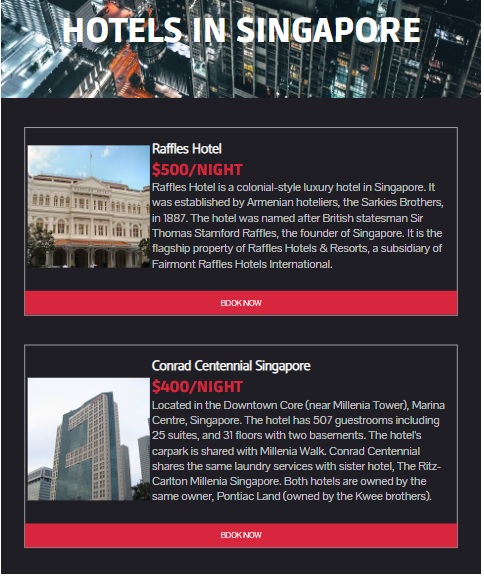 HOTELS IN SINGAPORE
Raffles Hotel
$500/NIGHT
Raffles Hotel is a colonial-style luxury hotel in Singapore. It
was established by Armenian hoteliers, the Sarkies Brothers,
in 1887. The hotel was named after British statesman Sir
Thomas Stamford Raffles, the founder of Singapore. It is the
flagship property of Raffles Hotels & Resorts, a subsidiary of
Fairmont Raffles Hotels International.
BOOK NOW
Conrad Centennial Singapore
$400/NIGHT
Located in the Downtown Core (near Millenia Tower), Marina
Centre, Singapore. The hotel has 507 guestrooms including
25 suites, and 31 floors with two basements. The hotel's
carpark is shared with Millenia Walk. Conrad Centennial
shares the same laundry services with sister hotel, The Ritz-
Carlton Millenia Singapore. Both hotels are owned by the
same owner, Pontiac Land (owned by the Kwee brothers).
BOOK NOW